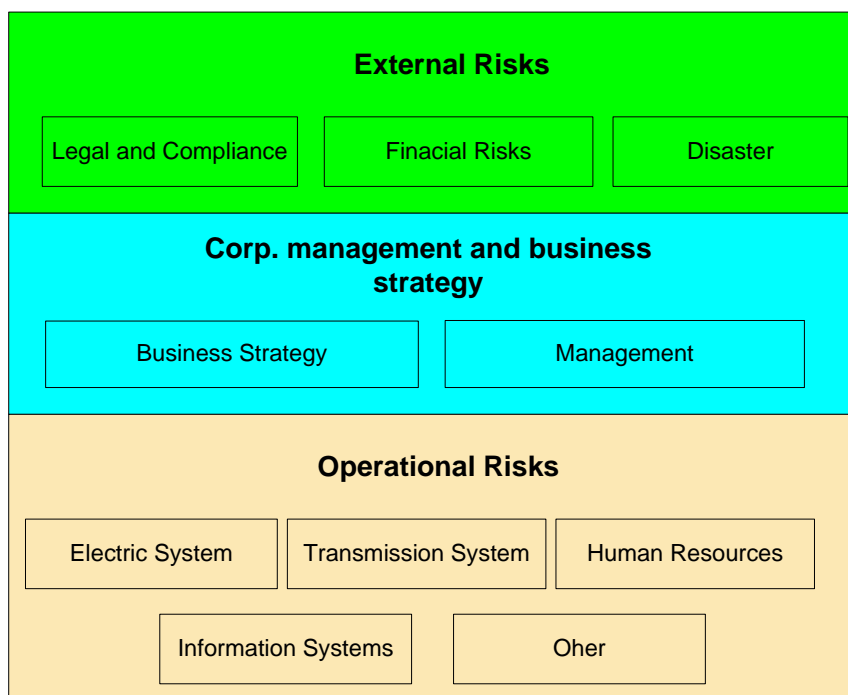 External Risks
Legal and Compliance
Finacial Risks
Disaster
Corp. management and business
strategy
Business Strategy
Management
Operational Risks
Electric System
Transmission System
Human Resources
Information Systems
Oher